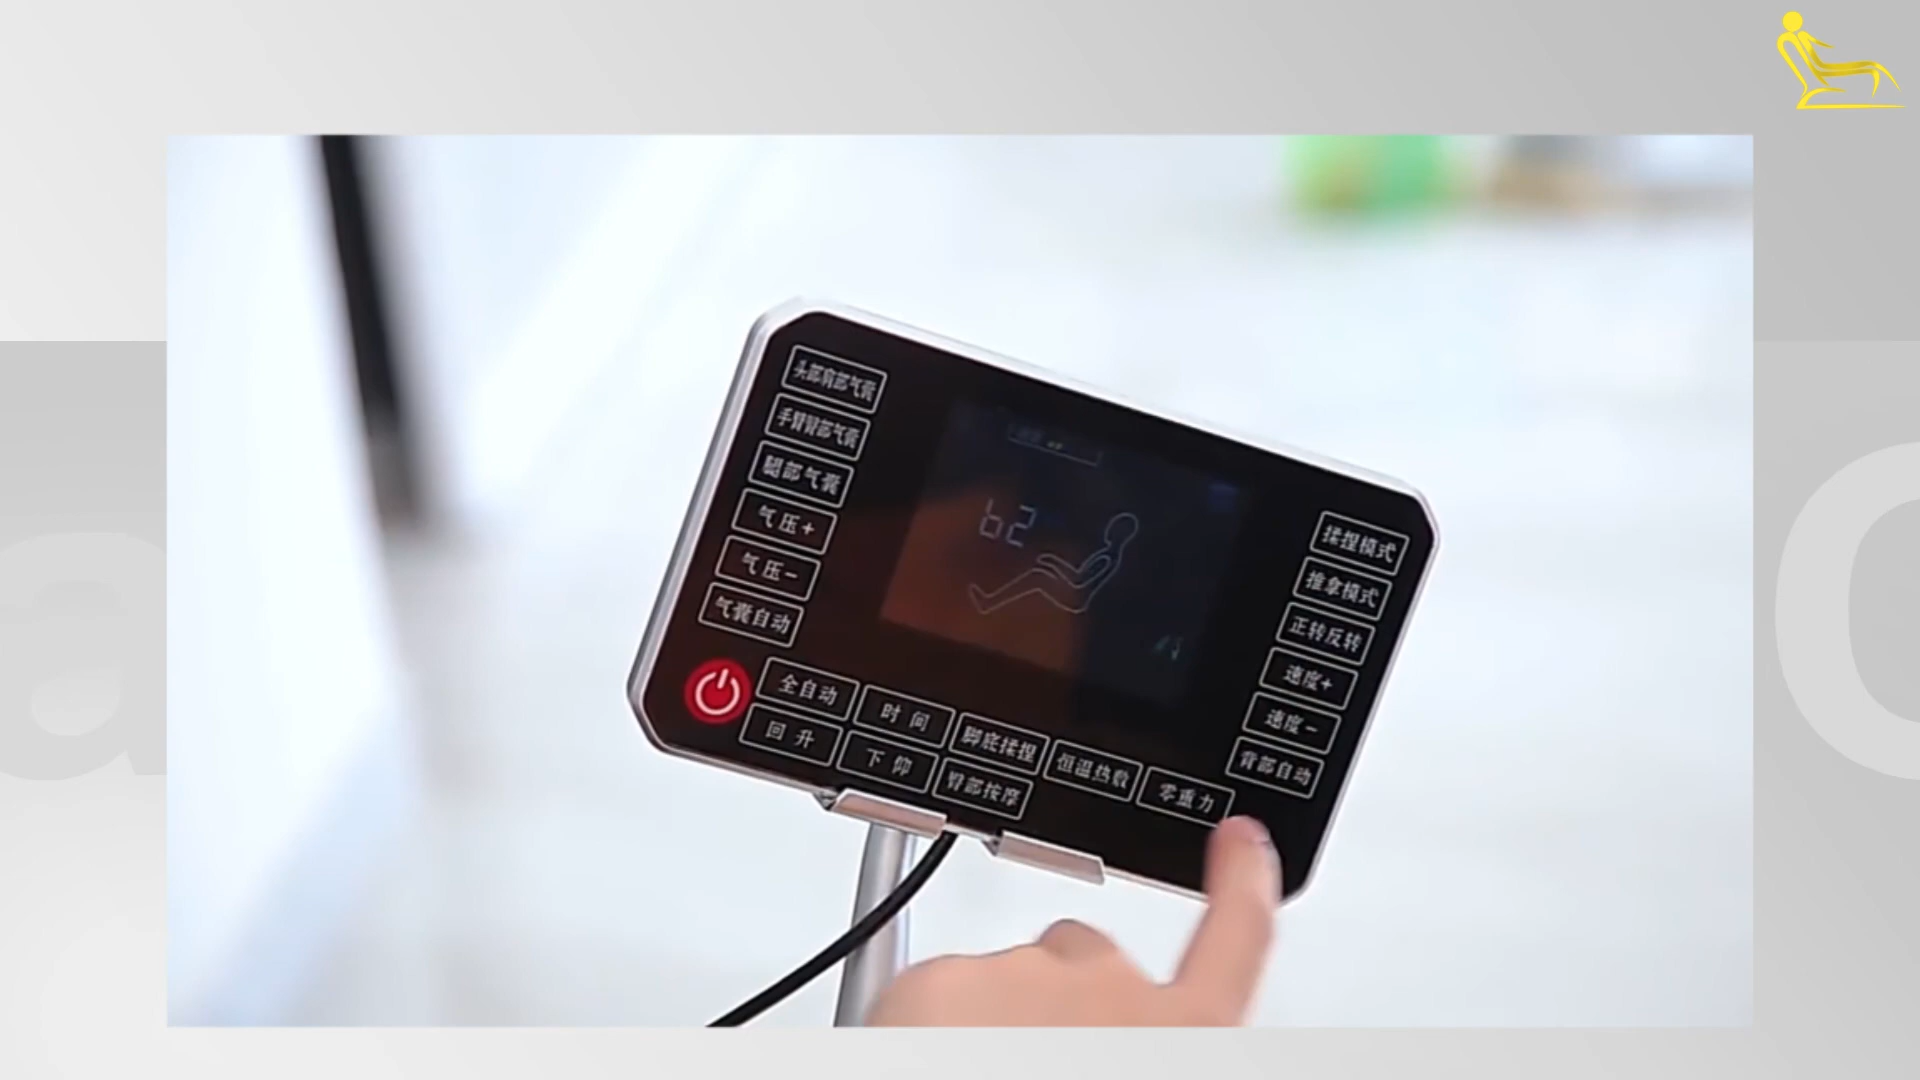 头部肩部气囊
手臂臀部气囊
腿部气囊
气压+
气压-
气囊自动
62
揉捏模式
推拿模式
正转反转
速度+
速度-
背部自动
全自动
时间
脚底揉捏
恒温热敷
零重力
回升
下仰
臀部按摩
a